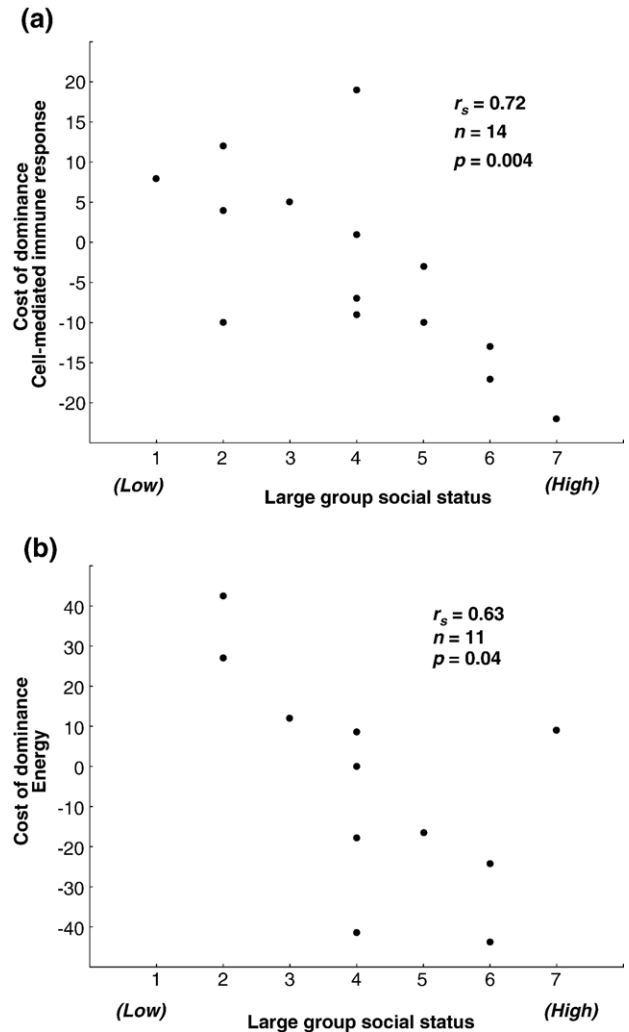 (a)
20
15
10
5
0
-5
-10
-15
-20
Cost of dominance
Cell-mediated immune response
r_s = 0.72
n = 14
p = 0.004
1 2 3 4 5 6 7
(Low) Large group social status (High)
(b)
40
30
20
10
0
-10
-20
-30
-40
Cost of dominance
Energy
r_s = 0.63
n = 11
p = 0.04
1 2 3 4 5 6 7
(Low) Large group social status (High)